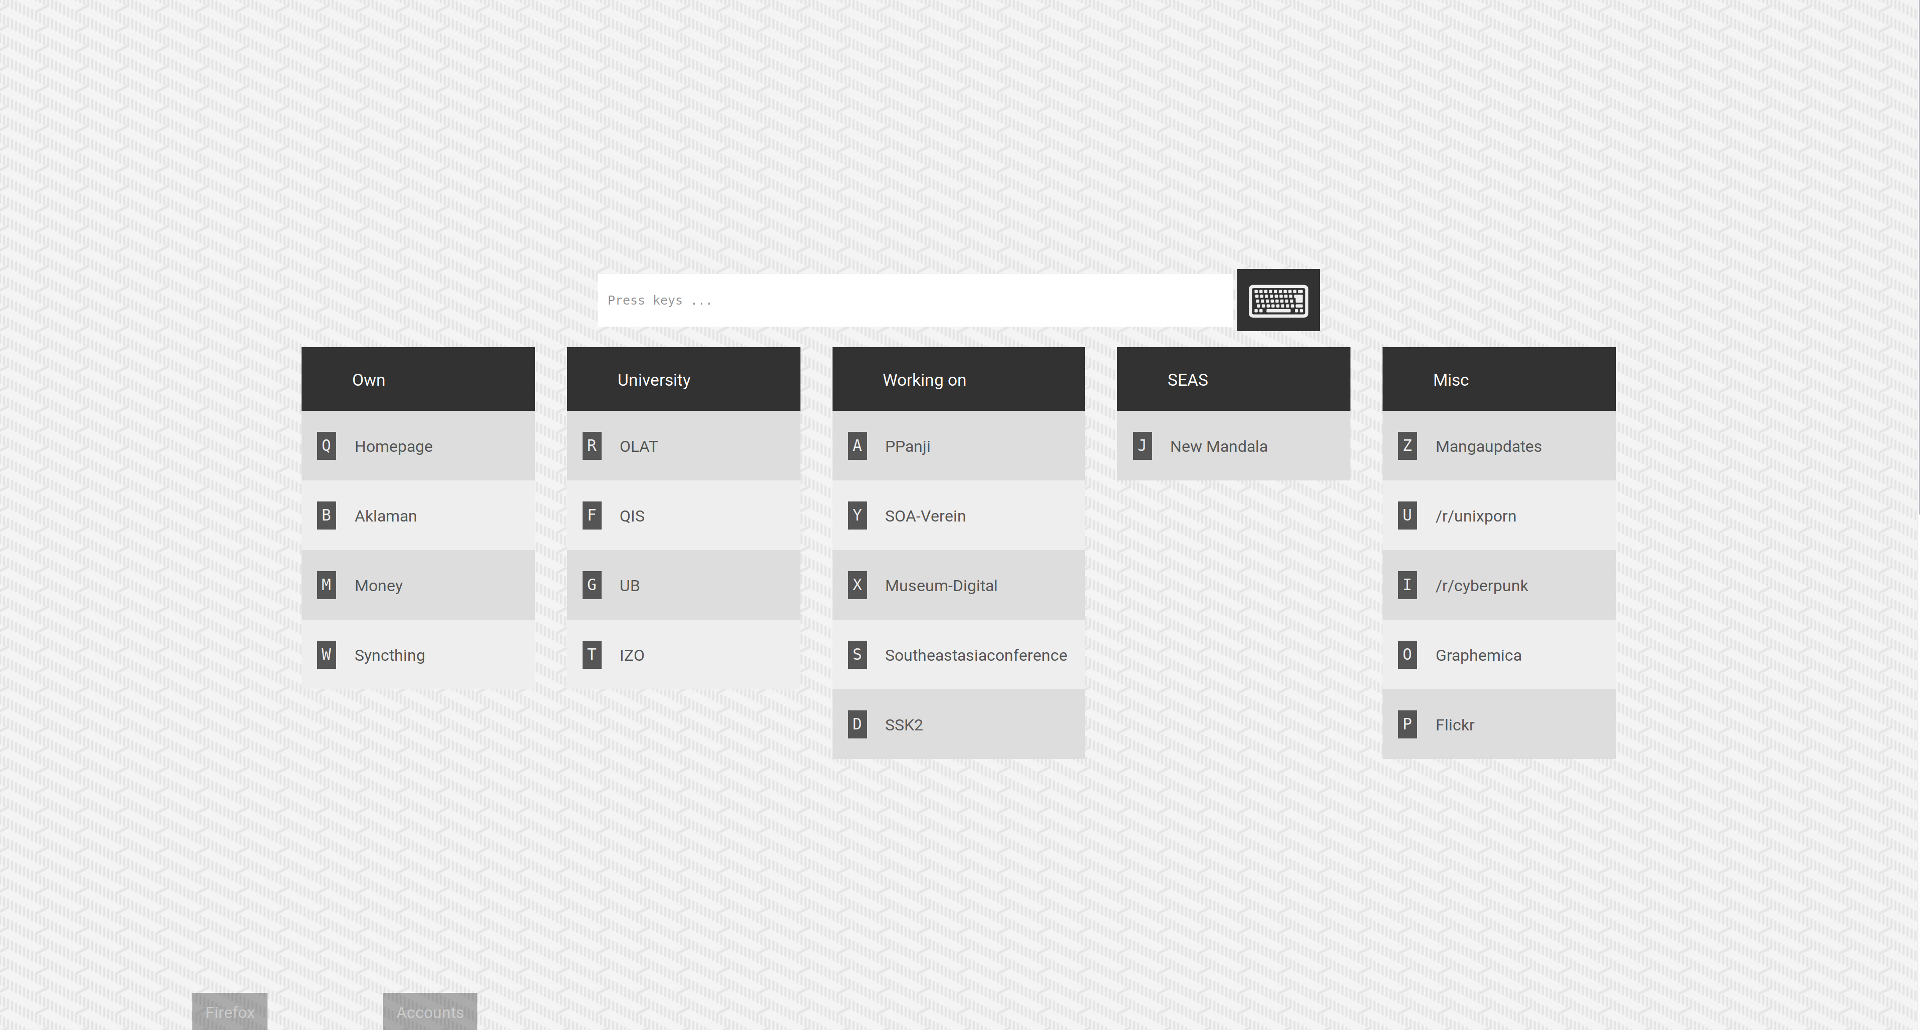 Press keys ...
Own
Q Homepage
B Aklaman
M Money
W Syncthing
University
R OLAT
F QIS
G UB
T IZO
Working on
A PPanji
Y SOA-Verein
X Museum-Digital
S Southeastasiaconference
D SSK2
SEAS
J New Mandala
Misc
Z Mangaupdates
U /r/unixporn
I /r/cyberpunk
O Graphemica
P Flickr
Firefox
Accounts